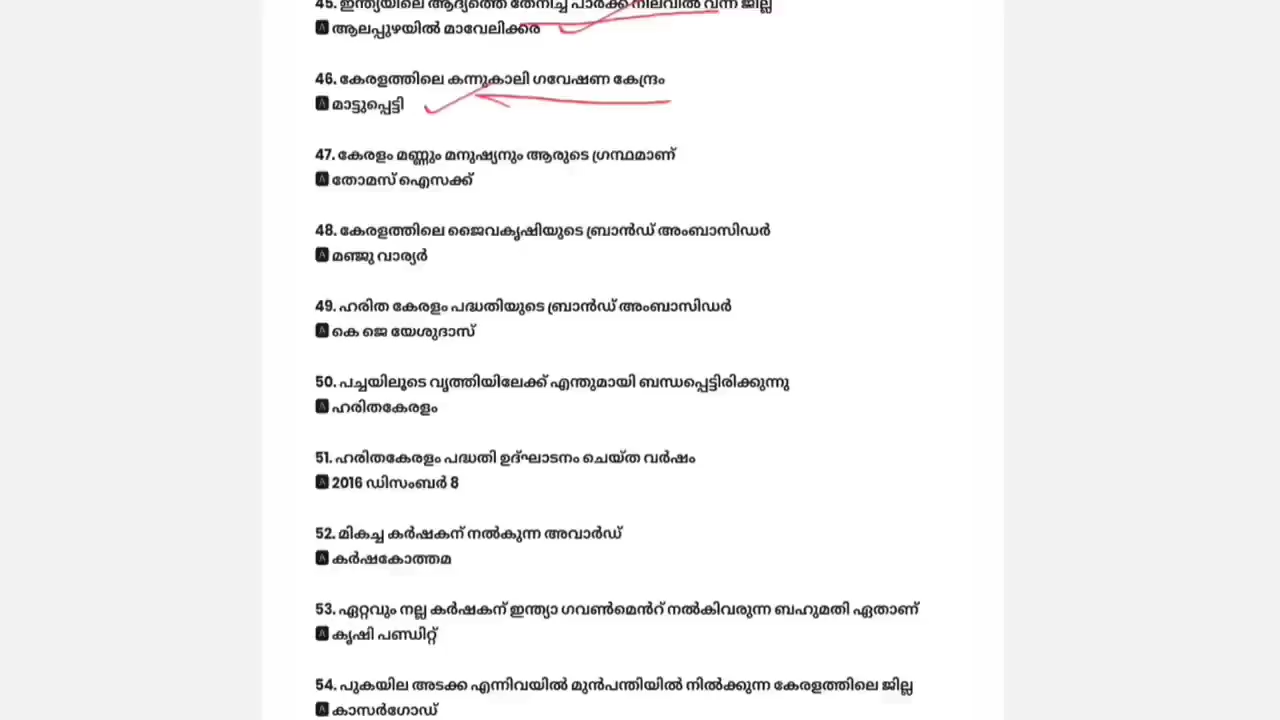 45. ഇന്ത്യയിലെ ആദ്യത്തെ തേനിച്ച പാർക്ക് നിലവിൽ വന്ന ജില്ല
🅰 ആലപ്പുഴയിൽ മാവേലിക്കര
46. കേരളത്തിലെ കന്നുകാലി ഗവേഷണ കേന്ദ്രം
🅰 മാട്ടുപ്പെട്ടി
47. കേരളം മണ്ണും മനുഷ്യനും ആരുടെ ഗ്രന്ഥമാണ്
🅰 തോമസ് ഐസക്ക്
48. കേരളത്തിലെ ജൈവകൃഷിയുടെ ബ്രാൻഡ് അംബാസിഡർ
🅰 മഞ്ജു വാര്യർ
49. ഹരിത കേരളം പദ്ധതിയുടെ ബ്രാൻഡ് അംബാസിഡർ
🅰 കെ ജെ യേശുദാസ്
50. പച്ചയിലൂടെ വൃത്തിയിലേക്ക് എന്തുമായി ബന്ധപ്പെട്ടിരിക്കുന്നു
🅰 ഹരിതകേരളം
51. ഹരിതകേരളം പദ്ധതി ഉദ്ഘാടനം ചെയ്ത വർഷം
🅰 2016 ഡിസംബർ 8
52. മികച്ച കർഷകന് നൽകുന്ന അവാർഡ്
🅰 കർഷകോത്തമ
53. ഏറ്റവും നല്ല കർഷകന് ഇന്ത്യാ ഗവൺമെൻറ് നൽകിവരുന്ന ബഹുമതി ഏതാണ്
🅰 കൃഷി പണ്ഡിറ്റ്
54. പുകയില അടക്ക എന്നിവയിൽ മുൻപന്തിയിൽ നിൽക്കുന്ന കേരളത്തിലെ ജില്ല
🅰 കാസർഗോഡ്